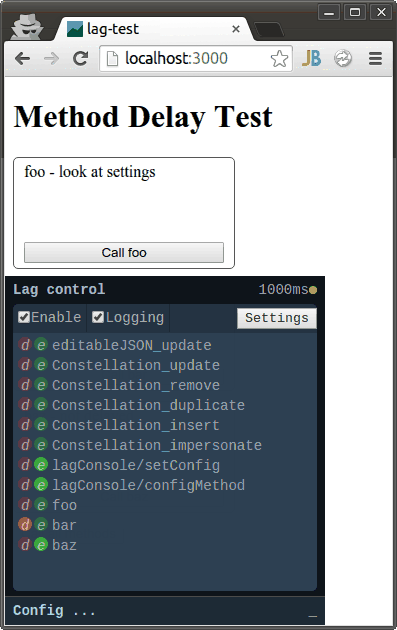 lag-test
localhost:3000
JB
Method Delay Test
foo - look at settings
Call foo
Lag control 1000ms
Enable Logging Settings
d e editableJSON_update
d e Constellation_update
d e Constellation_remove
d e Constellation_duplicate
d e Constellation_insert
d e Constellation_impersonate
d e lagConsole/setConfig
d e lagConsole/configMethod
d e foo
d e bar
d e baz
Config ... _